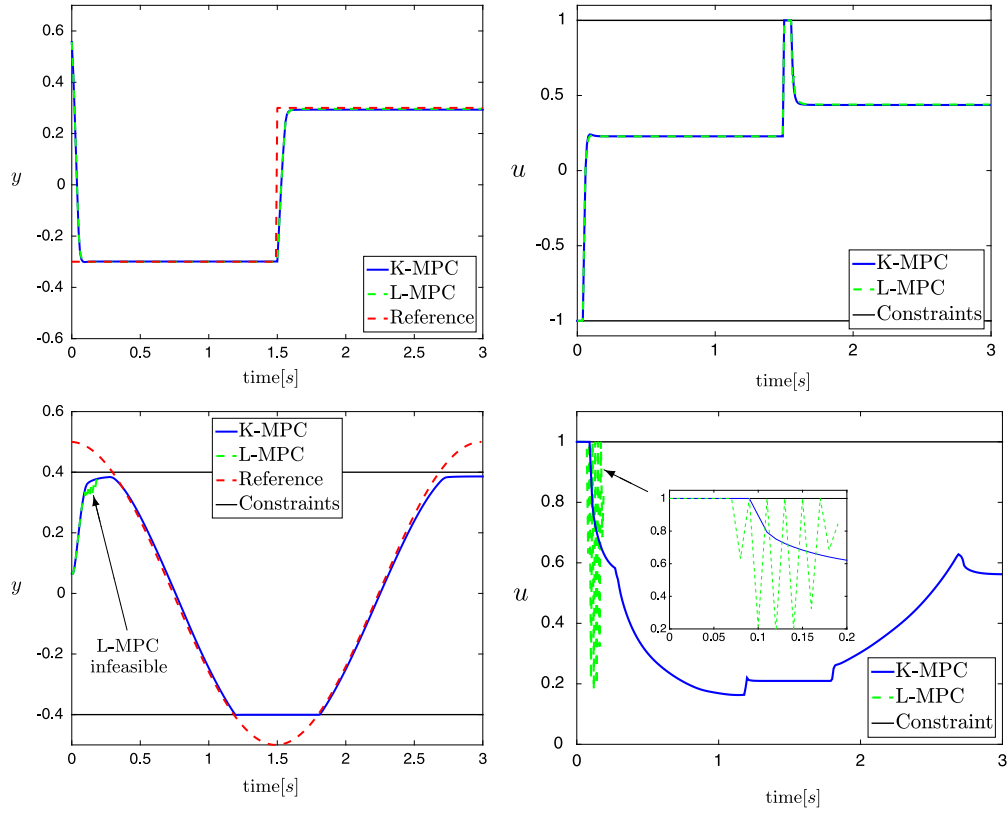 0.6
0.4
0.2
0
-0.2
-0.4
-0.6
y
0
0.5
1
1.5
2
2.5
3
time[s]
K-MPC
L-MPC
Reference
1
0.5
0
-0.5
-1
u
0
1
2
3
time[s]
K-MPC
L-MPC
Constraints
0.6
0.4
0.2
0
-0.2
-0.4
y
0
0.5
1
1.5
2
2.5
3
time[s]
K-MPC
L-MPC
Reference
Constraints
L-MPC
infeasible
1
0.8
0.6
0.4
0.2
0
u
0
1
2
3
time[s]
1
0.8
0.6
0.4
0.2
0
0.05
0.1
0.15
0.2
K-MPC
L-MPC
Constraint